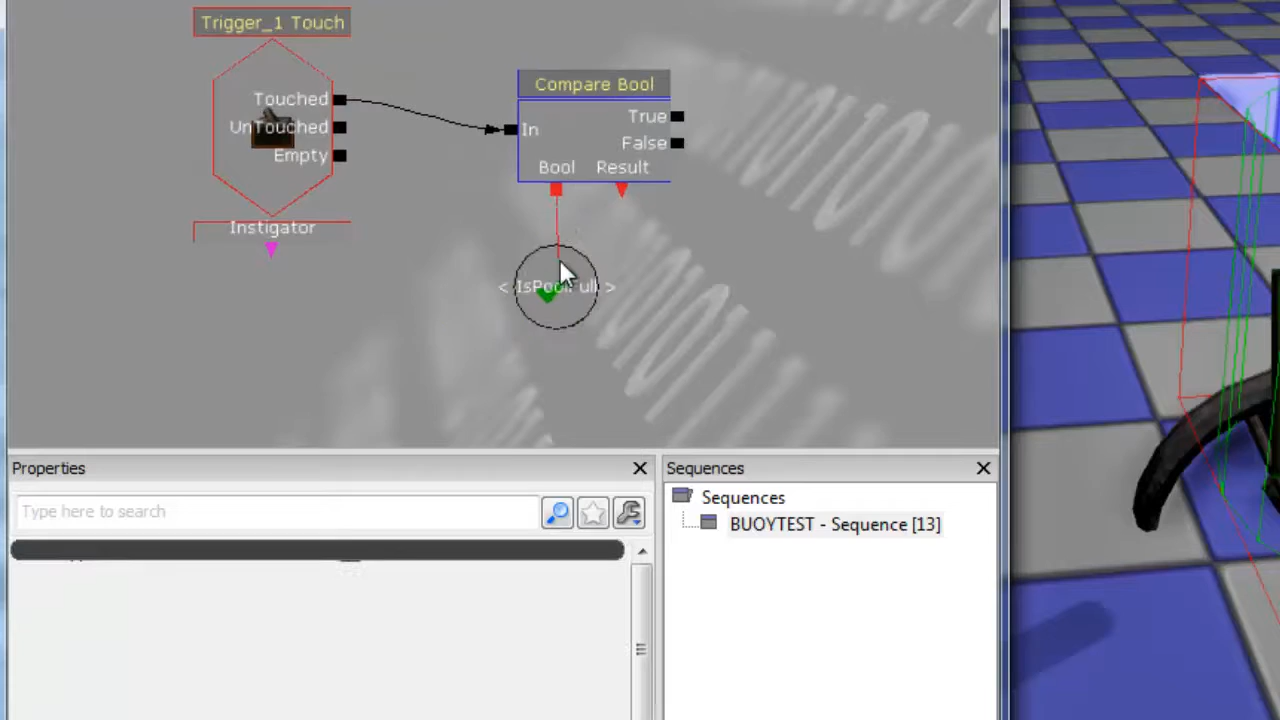 Trigger_1 Touch
Touched
UnTouched
Empty
Instigator
Compare Bool
In
True
False
Bool
Result
< IsPoolFull >
Properties
Type here to search
Sequences
Sequences
BUOYTEST - Sequence [13]